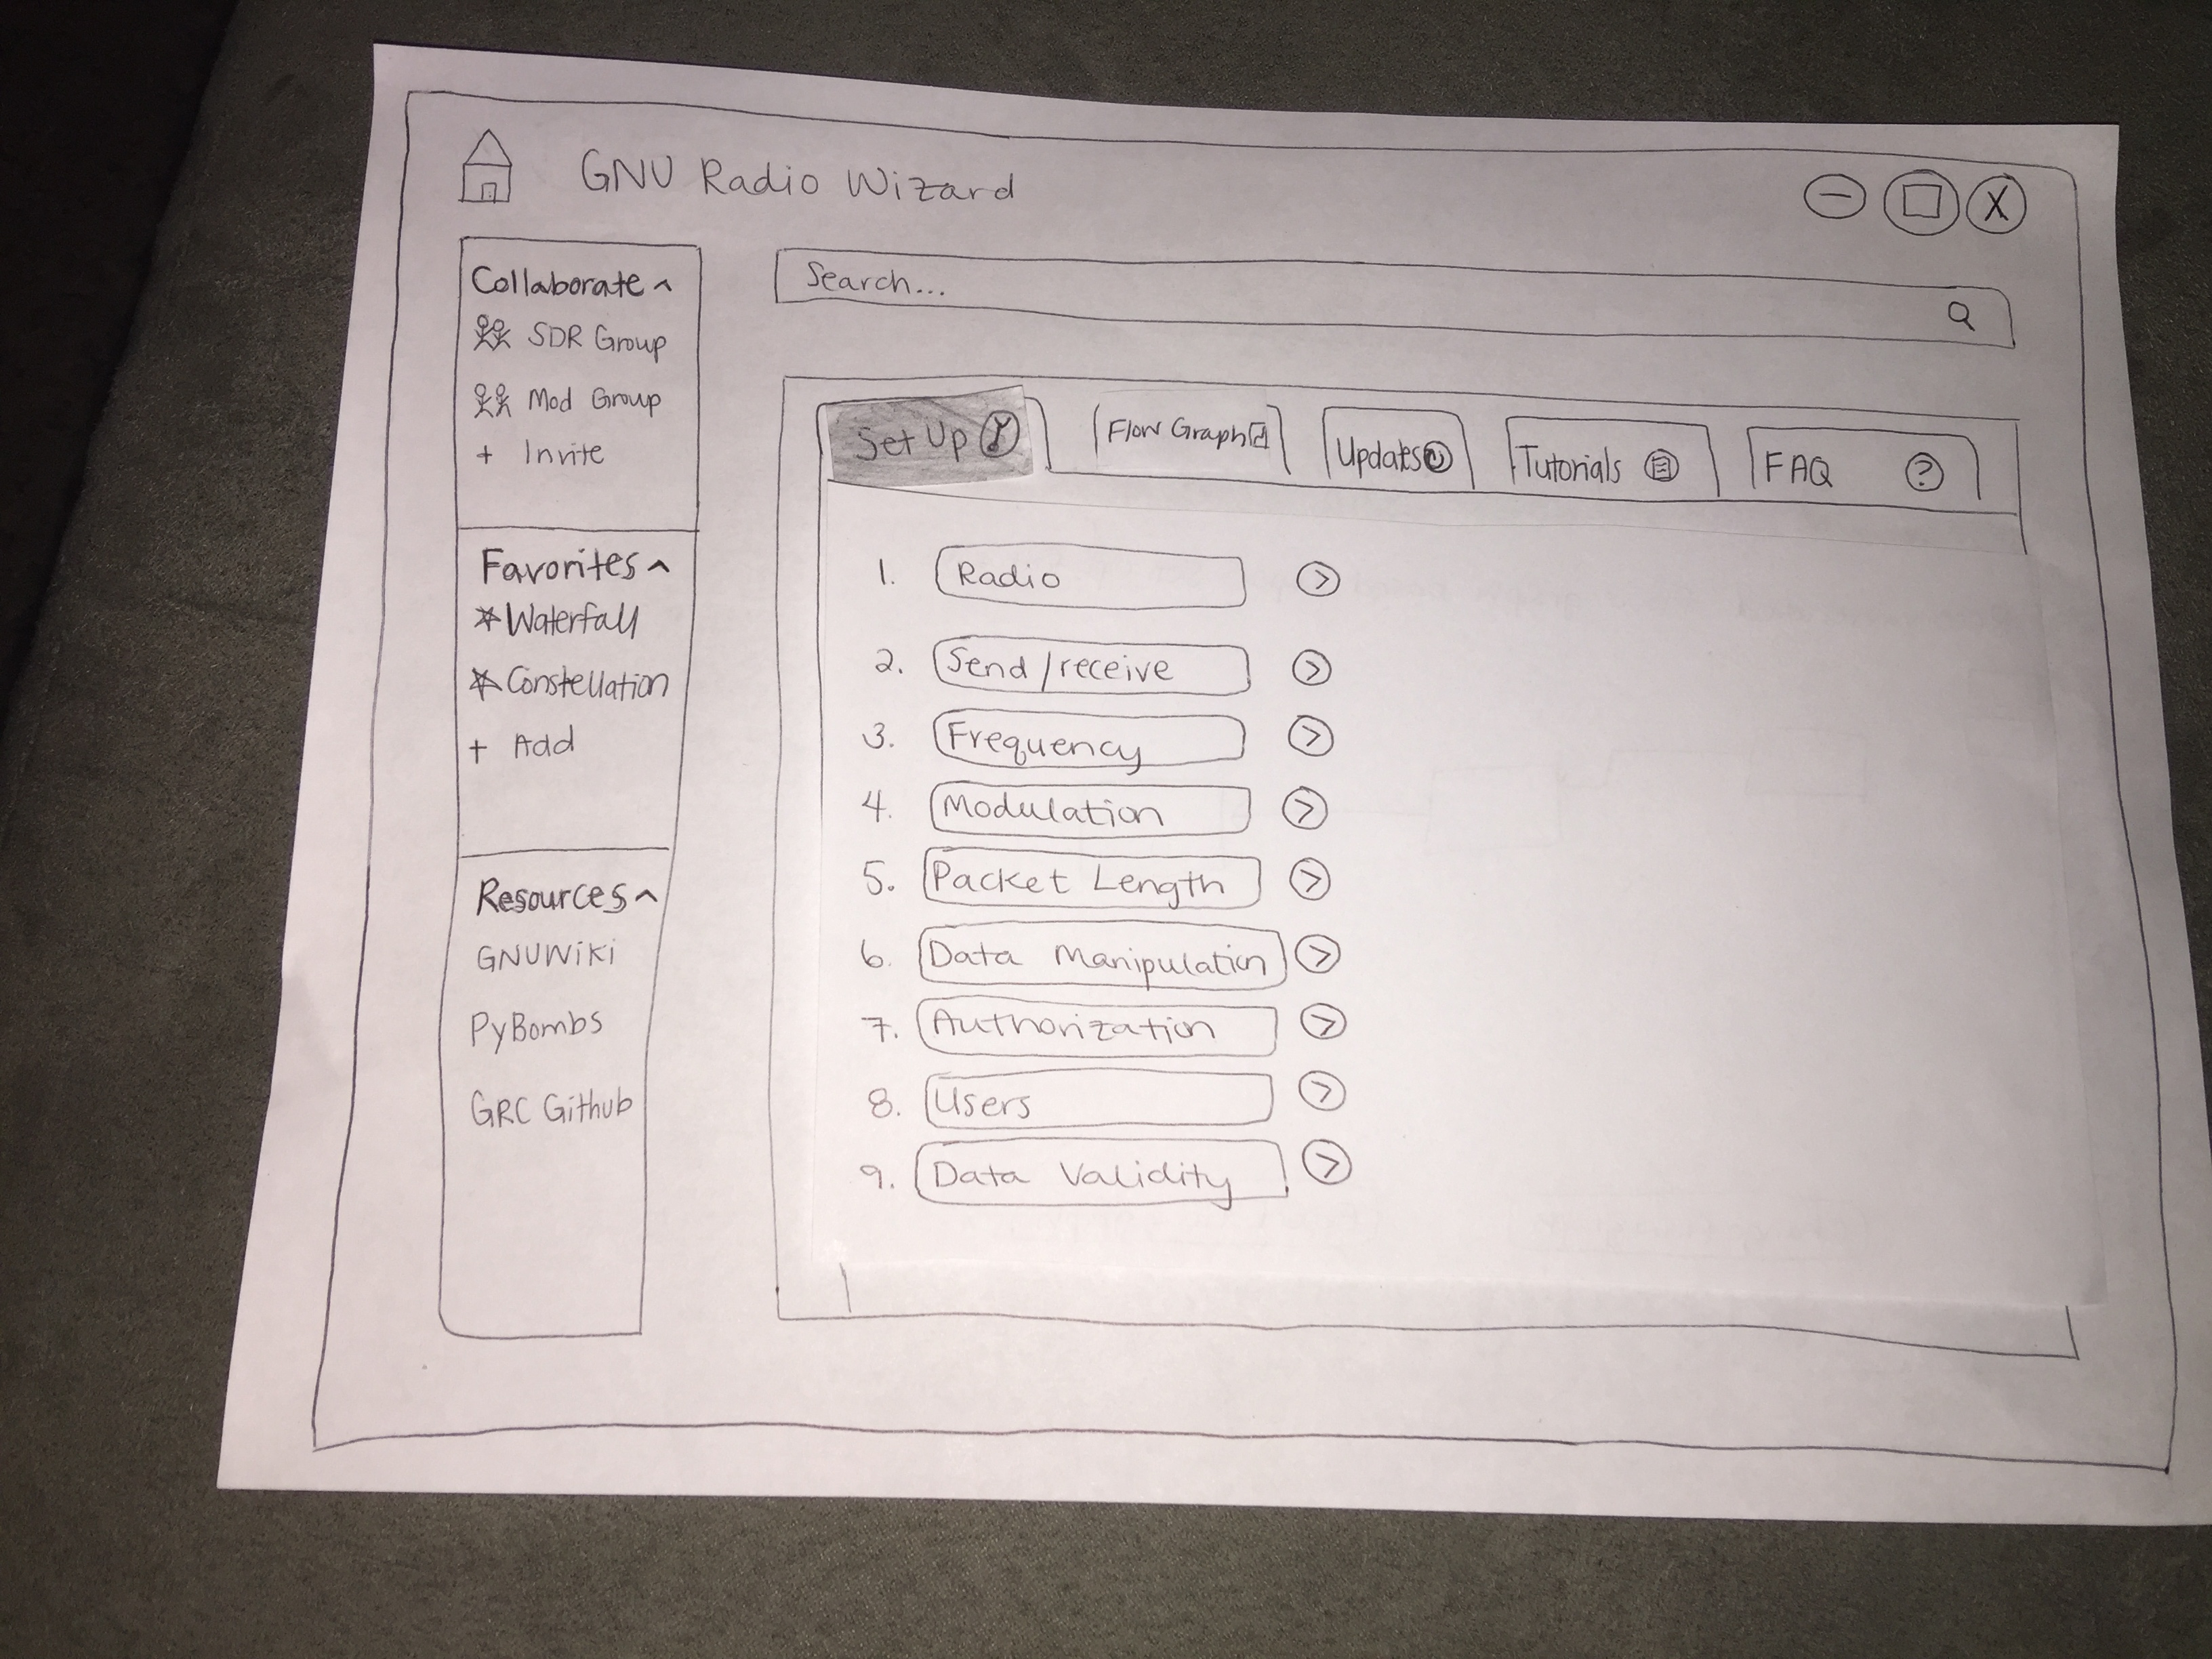 GNU Radio Wizard
Search...
Collaborate ^
SDR Group
Mod Group
+ Invite
Favorites ^
* Waterfall
* Constellation
+ Add
Resources ^
GNUWiki
PyBombs
GRC Github
Set Up
Flow Graph
Updates
Tutorials
FAQ ?
1. Radio
2. Send/receive
3. Frequency
4. Modulation
5. Packet Length
6. Data Manipulation
7. Authorization
8. Users
9. Data Validity